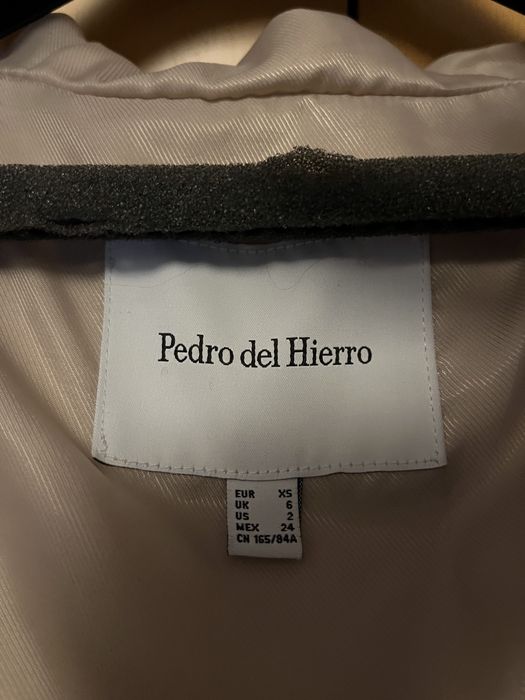 Pedro del Hierro
EUR XS
UK 6
US 2
MEX 24
CN 165/84A